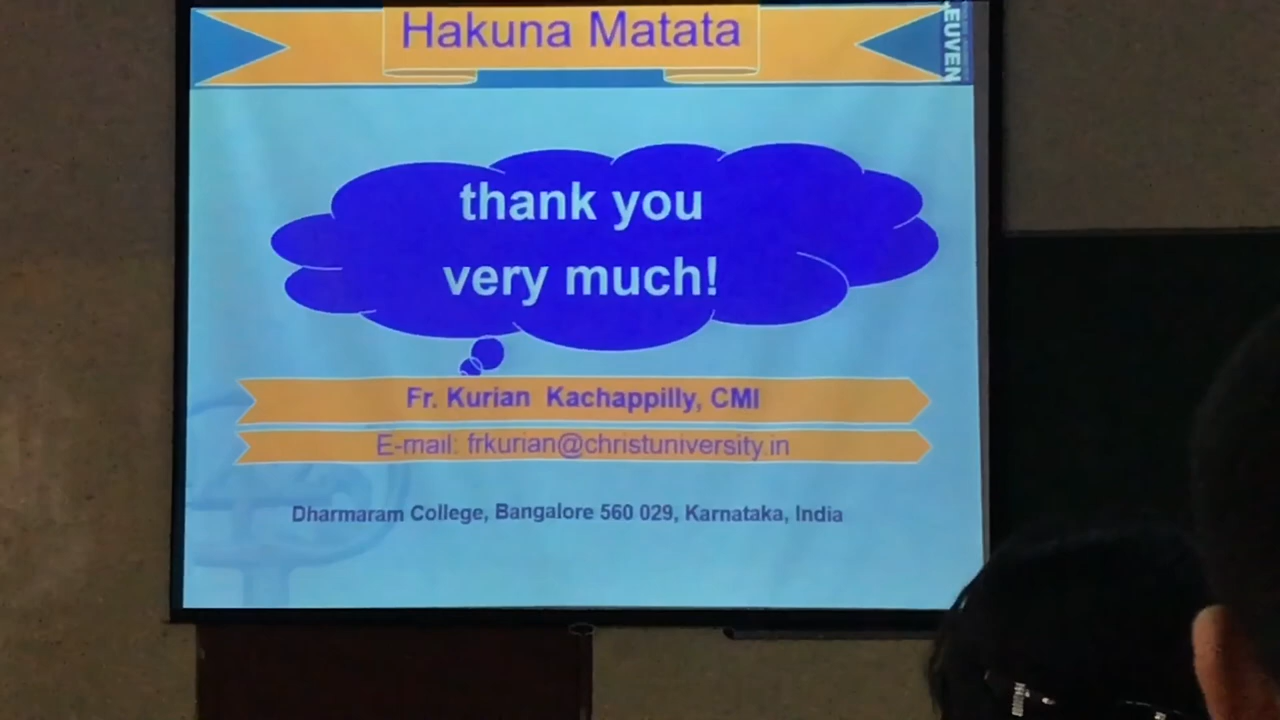 Hakuna Matata
EUVEN
thank you
very much!
Fr. Kurian Kachappilly, CMI
E-mail: frkurian@christuniversity.in
Dharmaram College, Bangalore 560 029, Karnataka, India